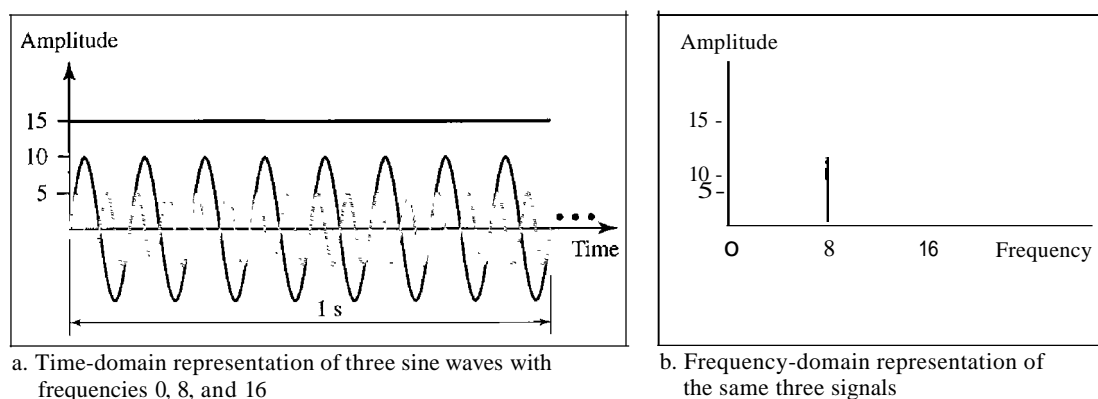 Amplitude
15
10
5
Time
1 s
a. Time-domain representation of three sine waves with
frequencies 0, 8, and 16
Amplitude
15 -
10 -
5 -
O
8
16
Frequency
b. Frequency-domain representation of
the same three signals